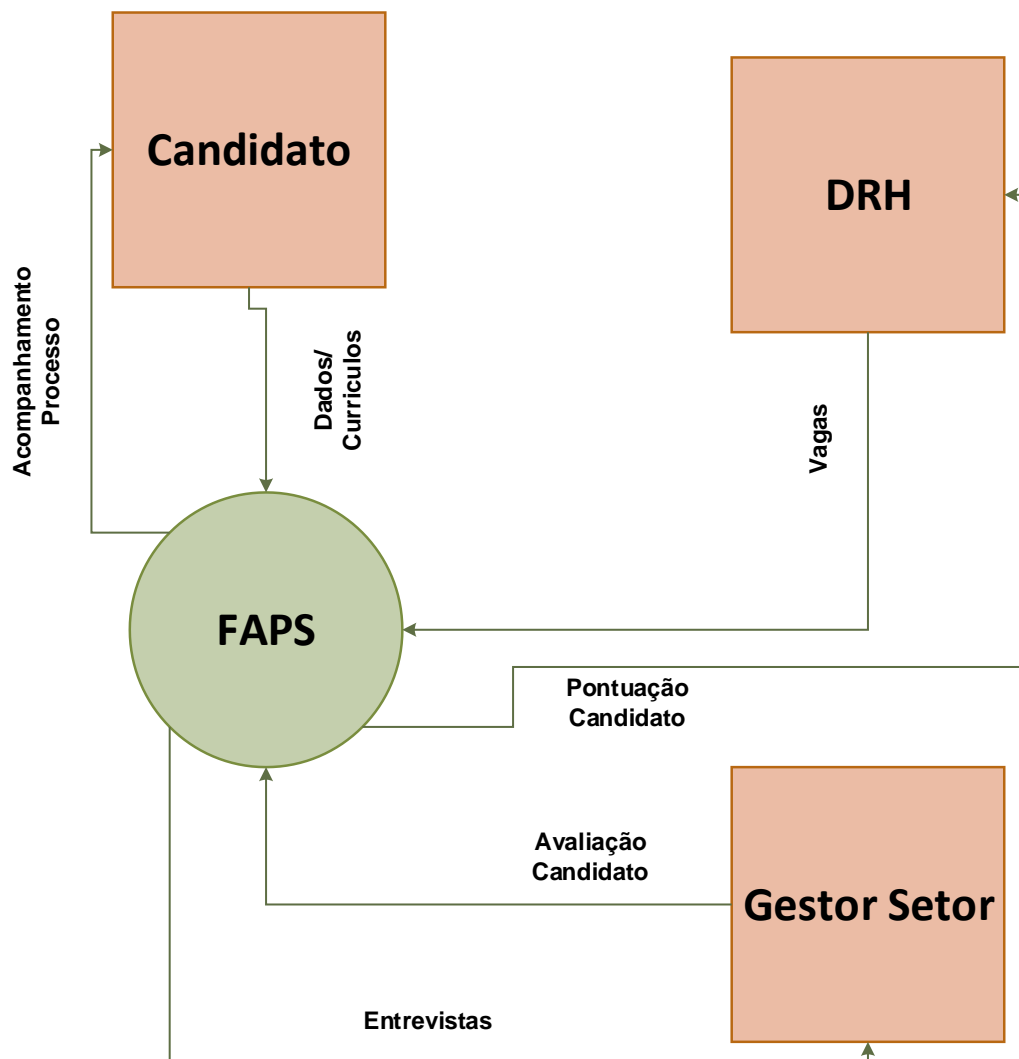 Candidato
DRH
Acompanhamento
Processo
Dados/
Curriculos
Vagas
FAPS
Pontuação
Candidato
Avaliação
Candidato
Gestor Setor
Entrevistas